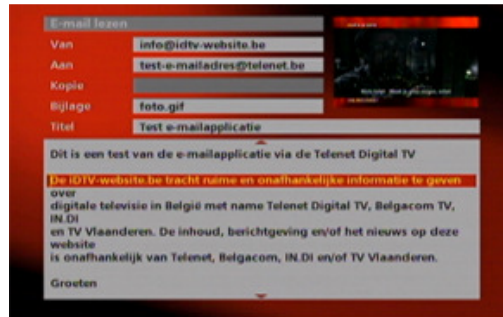 E-mail lezen
Van info@idtv-website.be
Aan test-e-mailadres@telenet.be
Kopie
Bijlage foto.gif
Titel Test e-mailapplicatie
Dit is een test van de e-mailapplicatie via de Telenet Digital TV
De iDTV-website.be tracht ruime en onafhankelijke informatie te geven
over
digitale televisie in België met name Telenet Digital TV, Belgacom TV,
IN.DI
en TV Vlaanderen. De inhoud, berichtgeving en/of het nieuws op deze
website
is onafhankelijk van Telenet, Belgacom, IN.DI en/of TV Vlaanderen.
Groeten